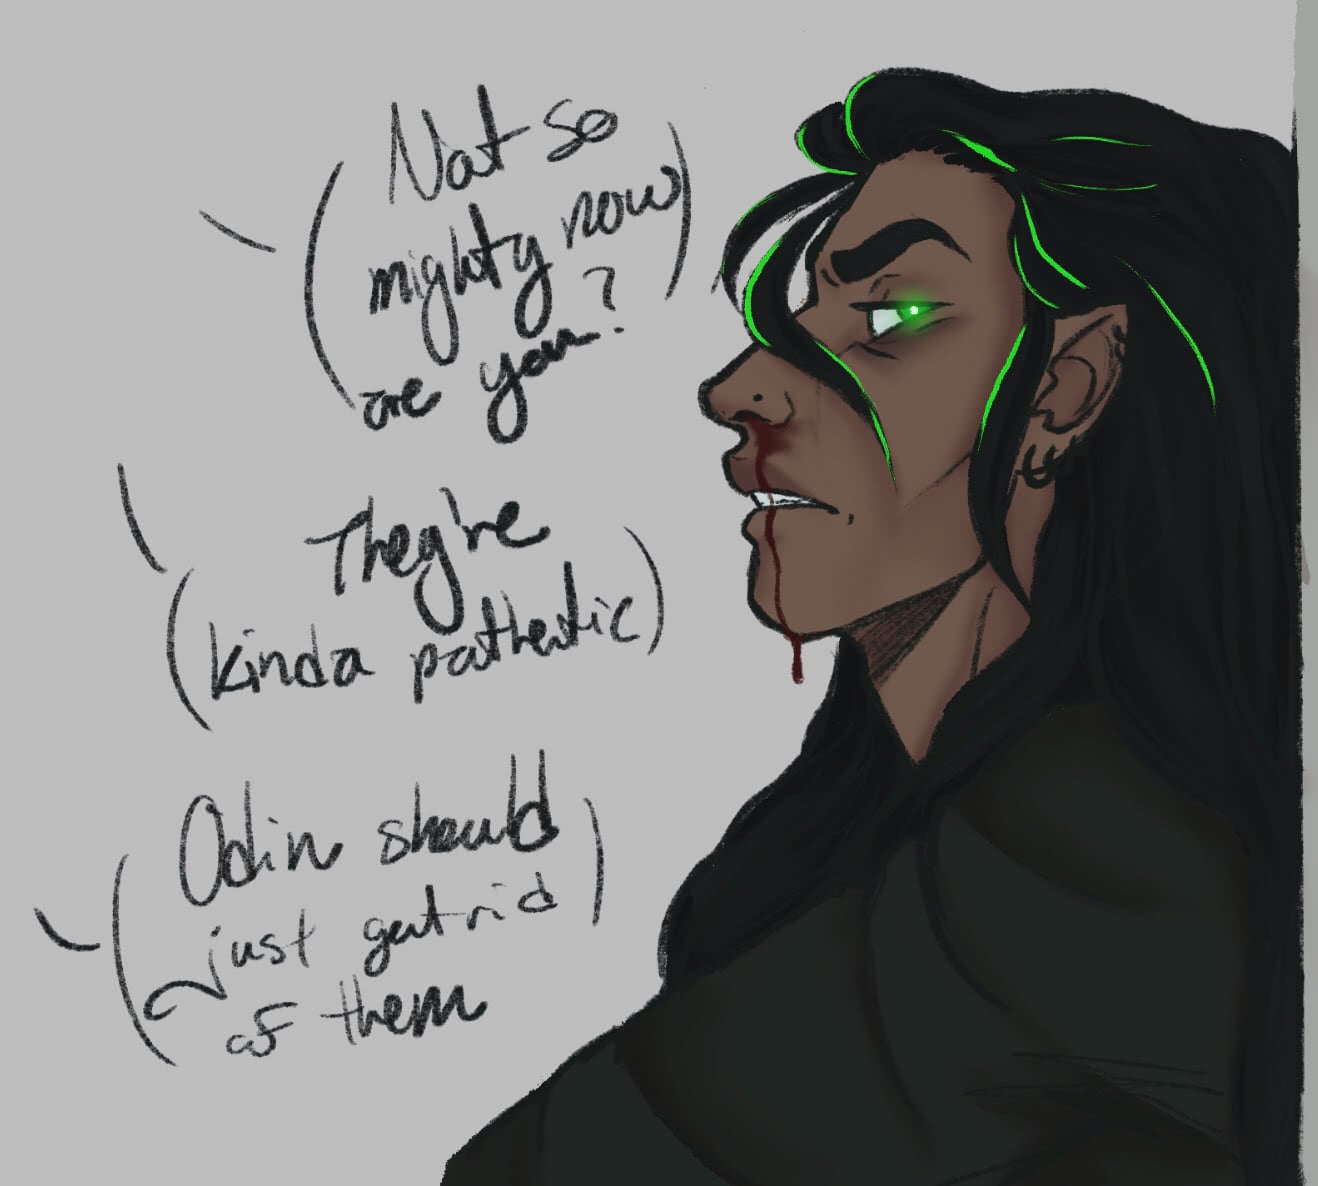 Not so
mighty now
are you?
They're
kinda pathetic
Odin should
just get rid
of them